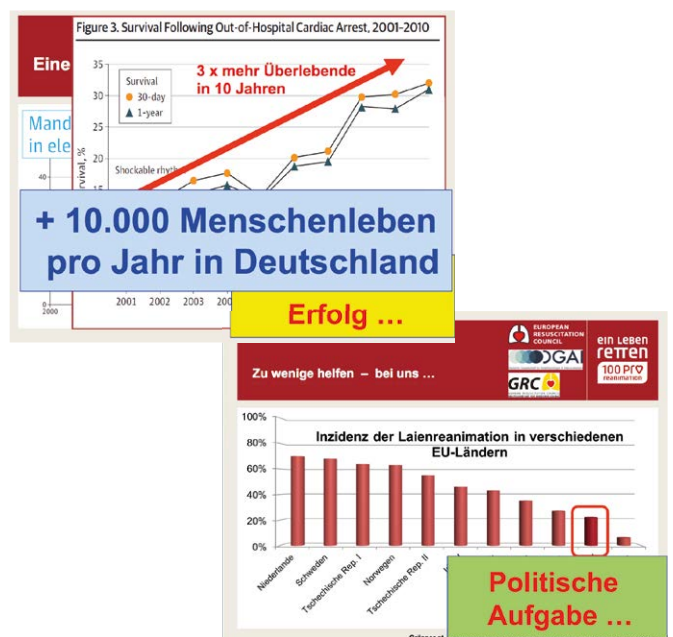 Figure 3. Survival Following Out-of-Hospital Cardiac Arrest, 2001-2010
Eine
35
3 x mehr Überlebende
in 10 Jahren
Survival
30-day
1-year
30
Mand
in ele
25
20
Shockable
40
+ 10.000 Menschenleben
pro Jahr in Deutschland
0
2000
2001 2002 2003
Erfolg ...
EUROPEAN
RESUSCITATION
COUNCIL
DGAI
GRC
EIN LEBEN
reTTEN
100 PrO
reanimation
Zu wenige helfen – bei uns ...
Inzidenz der Laienreanimation in verschiedenen
EU-Ländern
100%
80%
60%
40%
20%
0%
Niederlande
Schweden
Tschechische Rep. I
Norwegen
Tschechische Rep. II
Politische
Aufgabe ...